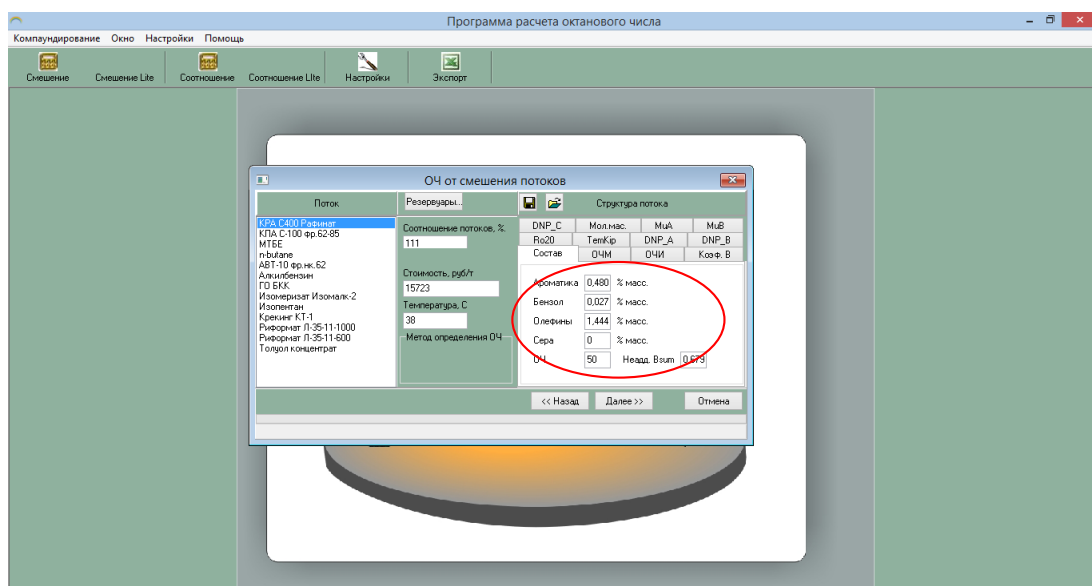 Программа расчета октанового числа
Компаундирование Окно Настройки Помощь
Смешение Смешение Lite Соотношение Соотношение LIte Настройки Экспорт
ОЧ от смешения потоков
Поток Резервуары... Структура потока
КРА С400 Рафинат
КПА С-100 фр.62-85
МТБЕ
n-butane
АВТ-10 фр.нк.62
Алкилбензин
ГО БКК
Изомеризат Изомалк-2
Изопентан
Крекинг КТ-1
Риформат Л-35-11-1000
Риформат Л-35-11-600
Толуол концентрат
Соотношение потоков, %.
111
Стоимость, руб/т
15723
Температура, С
38
Метод определения ОЧ
DNP_C Мол.мас. MuA MuB
Ro20 TemKip DNP_A DNP_B
Состав ОЧМ ОЧИ Коэф. В
Ароматика 0,480 % масс.
Бензол 0,027 % масс.
Олефины 1,444 % масс.
Сера 0 % масс.
ОЧ 50 Неадд. Bsum 0,679
<< Назад Далее >> Отмена